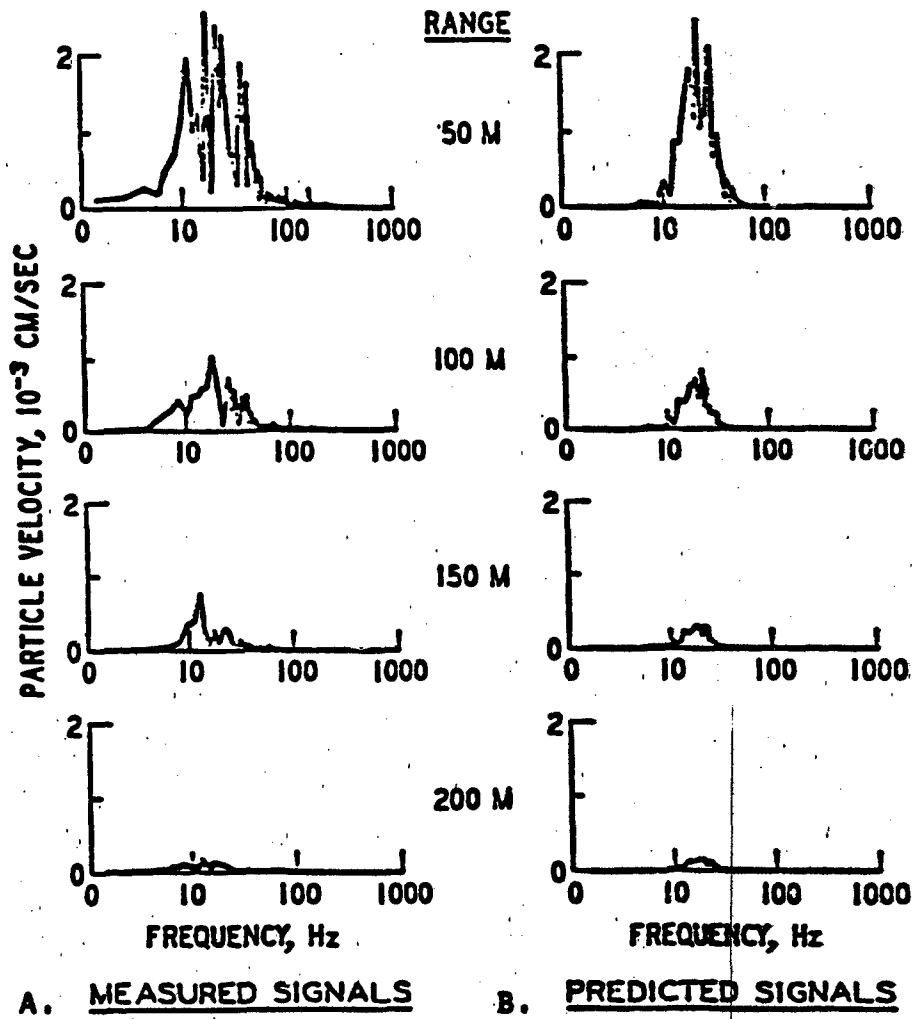 RANGE
2
50 M
2
0
0
0 10 100 1000
0 10 100 1000
2
100 M
2
0
0
0 10 100 1000
0 10 100 1000
2
150 M
2
0
0
0 10 100 1000
0 10 100 1000
2
200 M
2
0
0
0 10 100 1000
0 10 100 1000
PARTICLE VELOCITY, 10⁻³ CM/SEC
FREQUENCY, Hz
FREQUENCY, Hz
A. MEASURED SIGNALS
B. PREDICTED SIGNALS